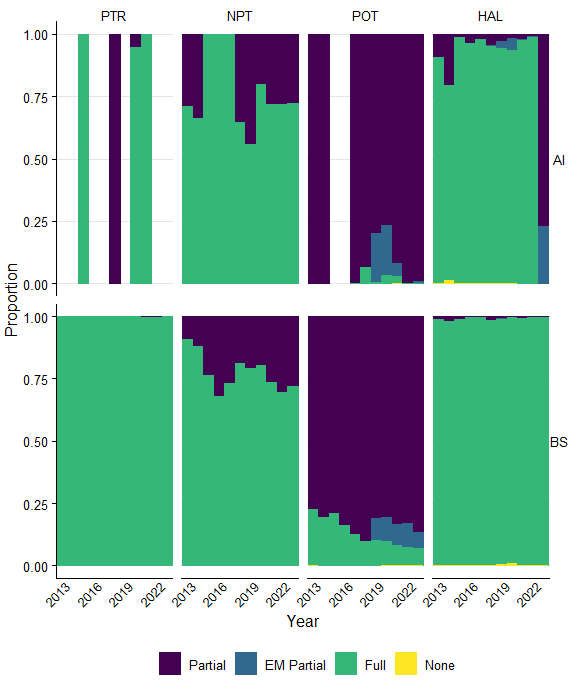 PTR NPT POT HAL
1.00
0.75
0.50
0.25
0.00
AI
Proportion
1.00
0.75
0.50
0.25
0.00
BS
2013 2016 2019 2022 2013 2016 2019 2022 2013 2016 2019 2022 2013 2016 2019 2022
Year
Partial EM Partial Full None